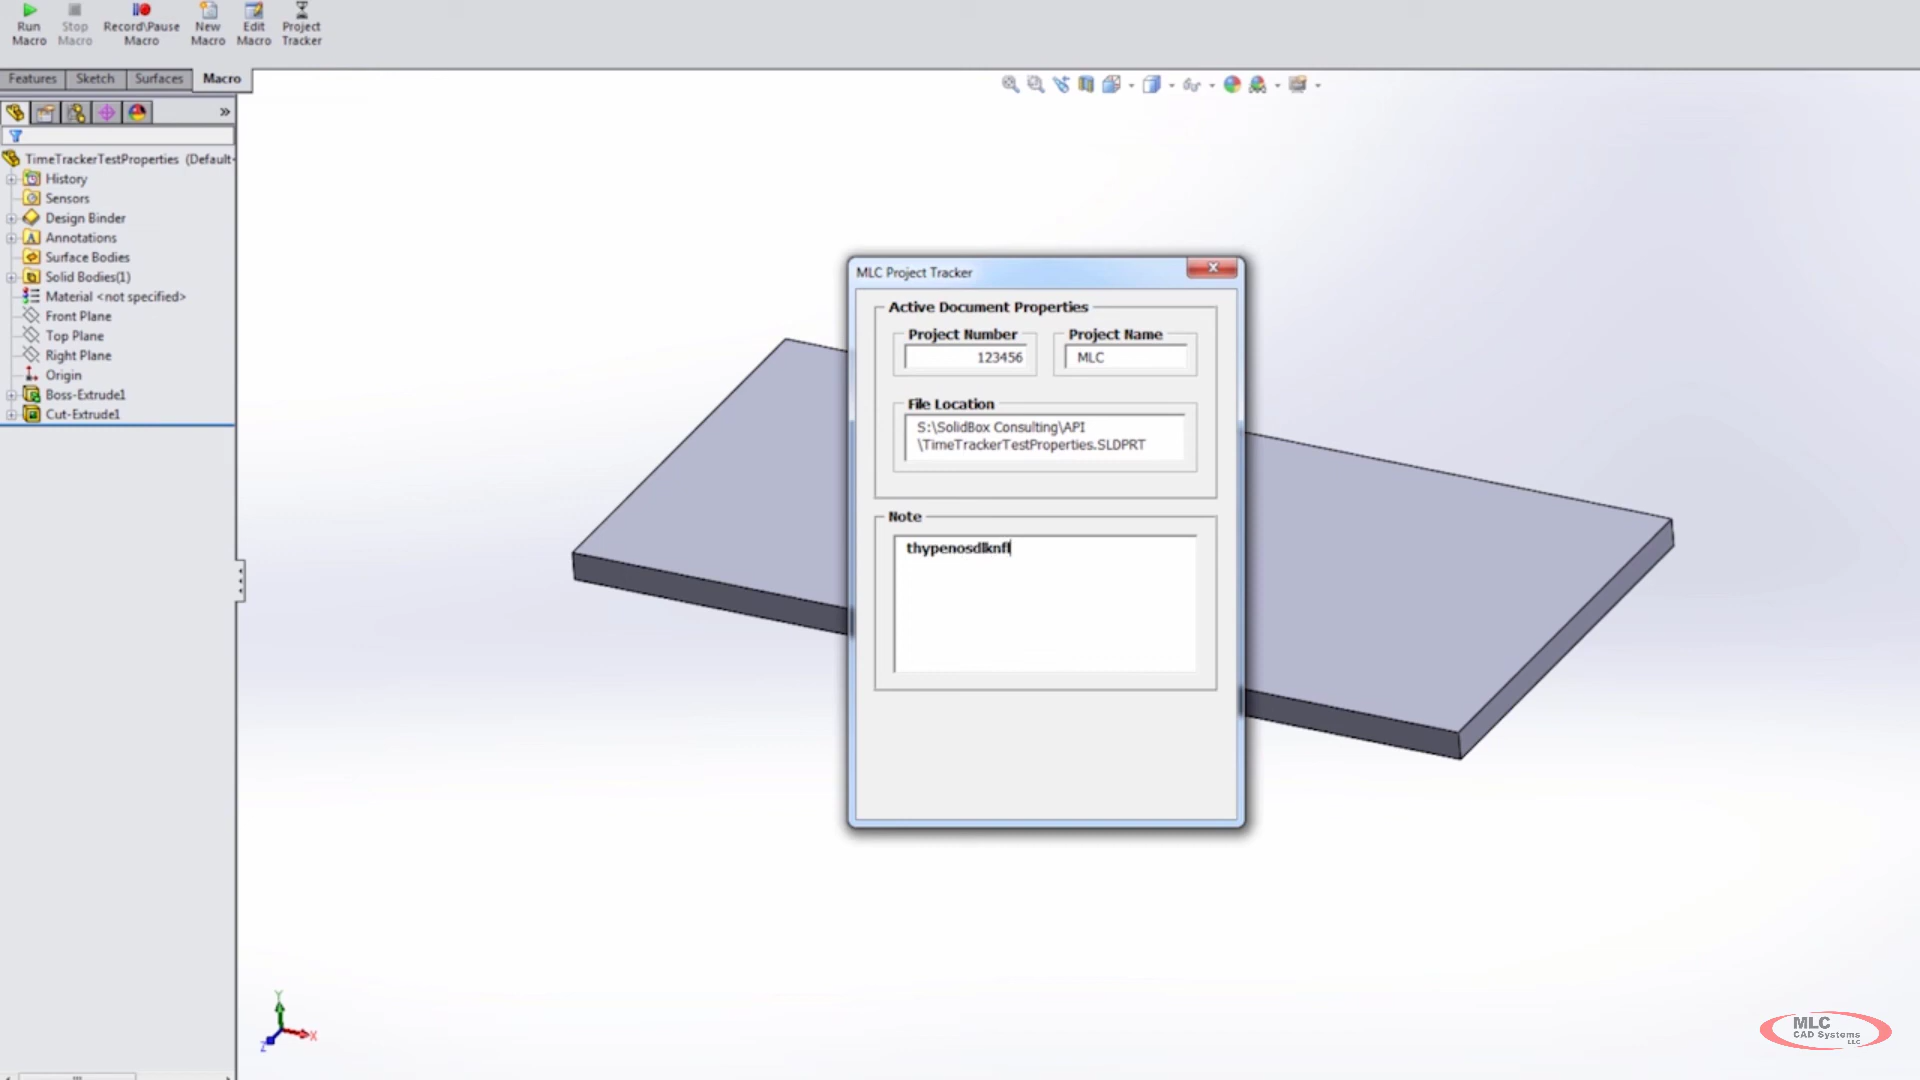 Run
Macro
Stop
Macro
Record\Pause
Macro
New
Macro
Edit
Macro
Project
Tracker
Features
Sketch
Surfaces
Macro
TimeTrackerTestProperties (Default
History
Sensors
Design Binder
Annotations
Surface Bodies
Solid Bodies(1)
Material <not specified>
Front Plane
Top Plane
Right Plane
Origin
Boss-Extrude1
Cut-Extrude1
MLC Project Tracker
Active Document Properties
Project Number
Project Name
123456
MLC
File Location
S:\SolidBox Consulting\API
\TimeTrackerTestProperties.SLDPRT
Note
thypenosdlknfl
Y
X
Z
MLC
CAD Systems
LLC